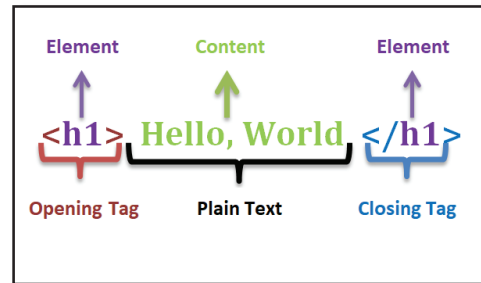 Element Content Element
<h1> Hello, World </h1>
Opening Tag Plain Text Closing Tag